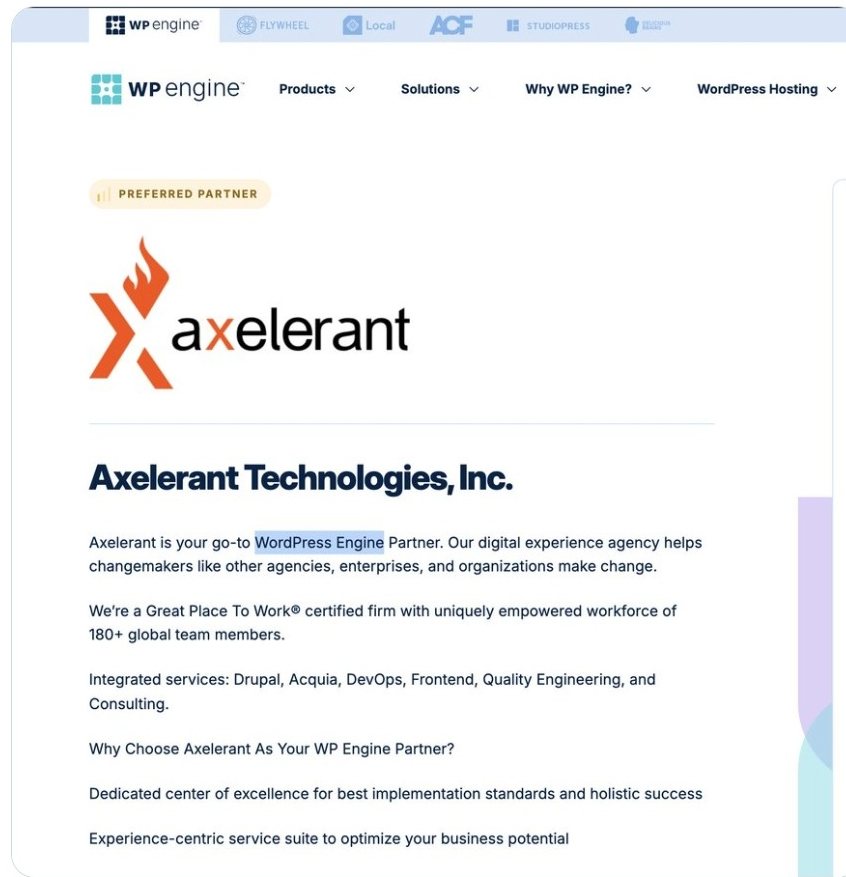 WP engine™
FLYWHEEL
Local
ACF
STUDIOPRESS
DELICIOUS BRAINS
WP engine™
Products
Solutions
Why WP Engine?
WordPress Hosting
PREFERRED PARTNER
axelerant
Axelerant Technologies, Inc.
Axelerant is your go-to WordPress Engine Partner. Our digital experience agency helps
changemakers like other agencies, enterprises, and organizations make change.
We’re a Great Place To Work® certified firm with uniquely empowered workforce of
180+ global team members.
Integrated services: Drupal, Acquia, DevOps, Frontend, Quality Engineering, and
Consulting.
Why Choose Axelerant As Your WP Engine Partner?
Dedicated center of excellence for best implementation standards and holistic success
Experience-centric service suite to optimize your business potential